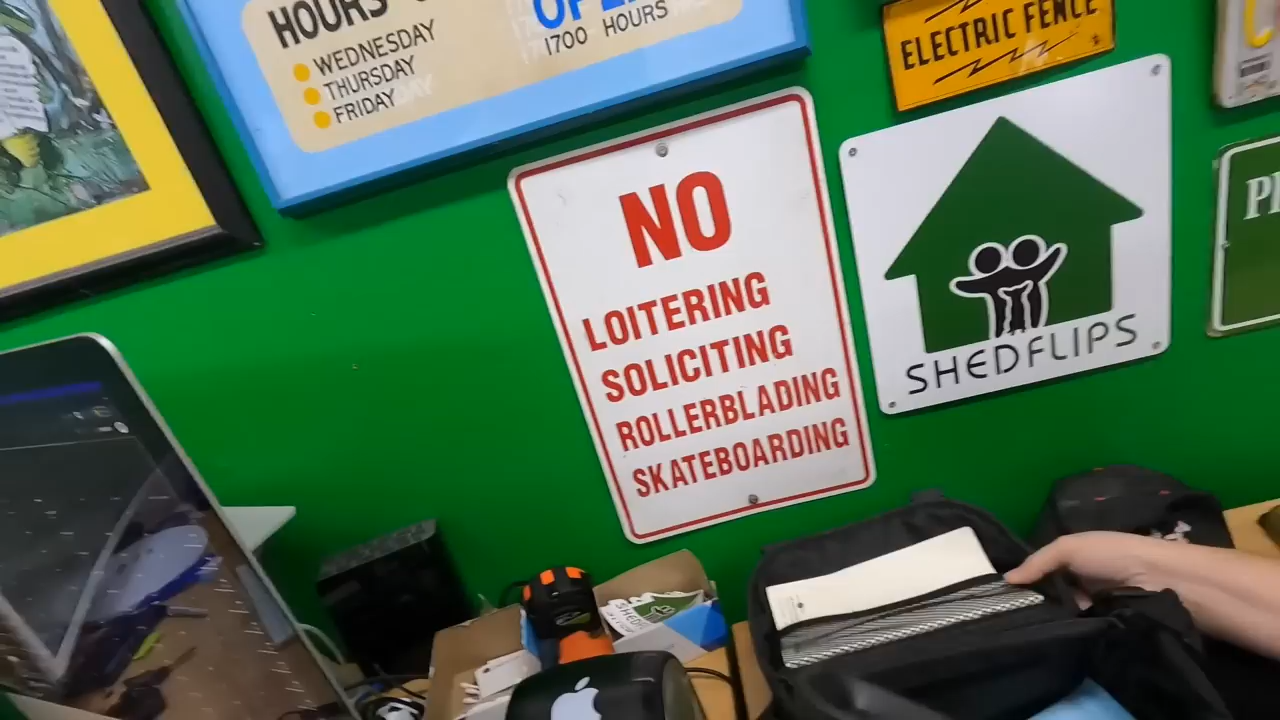 HOURS
WEDNESDAY
THURSDAY
FRIDAY
1700 HOURS
ELECTRIC FENCE
NO
LOITERING
SOLICITING
ROLLERBLADING
SKATEBOARDING
SHEDFLIPS